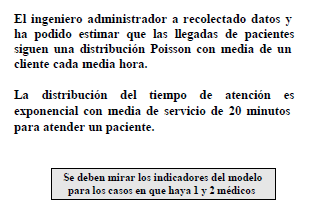 El ingeniero administrador a recolectado datos y
ha podido estimar que las llegadas de pacientes
siguen una distribución Poisson con media de un
cliente cada media hora.
La distribución del tiempo de atención es
exponencial con media de servicio de 20 minutos
para atender un paciente.
Se deben mirar los indicadores del modelo
para los casos en que haya 1 y 2 médicos